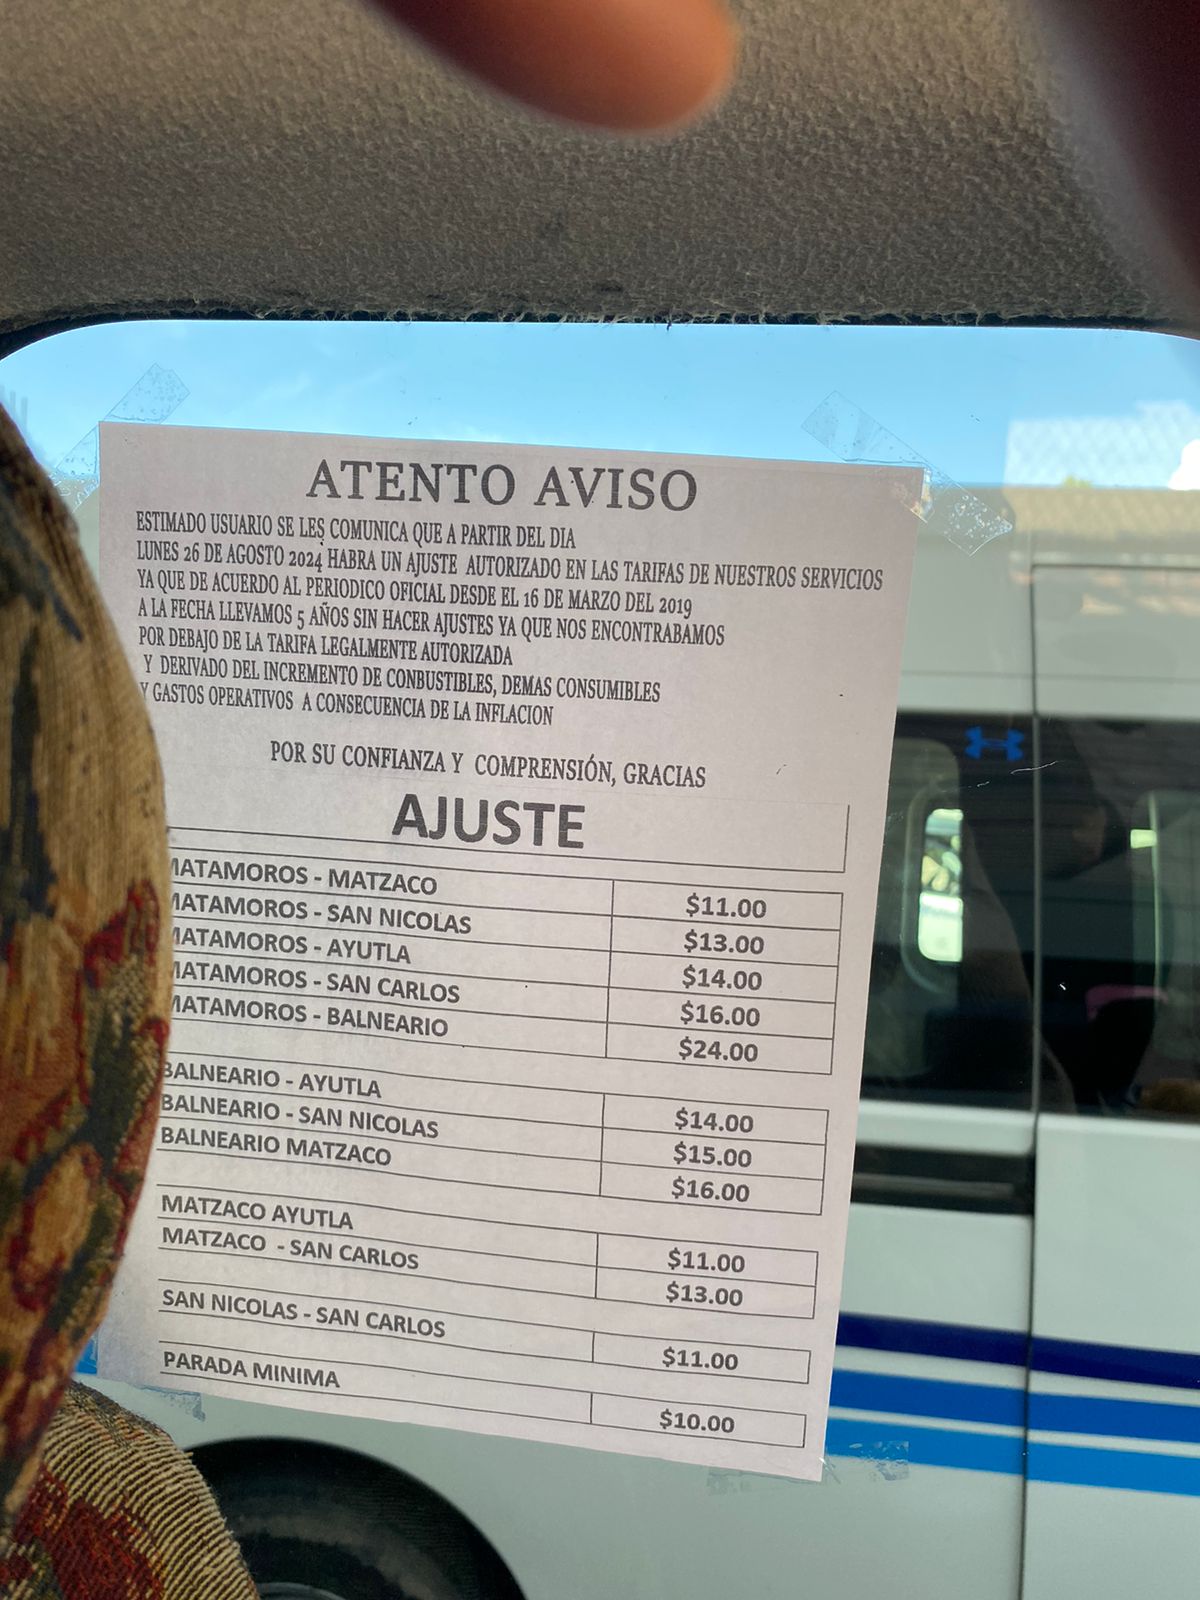 ATENTO AVISO
ESTIMADO USUARIO SE LES COMUNICA QUE A PARTIR DEL DIA
LUNES 26 DE AGOSTO 2024 HABRA UN AJUSTE AUTORIZADO EN LAS TARIFAS DE NUESTROS SERVICIOS
YA QUE DE ACUERDO AL PERIODICO OFICIAL DESDE EL 16 DE MARZO DEL 2019
A LA FECHA LLEVAMOS 5 AÑOS SIN HACER AJUSTES YA QUE NOS ENCONTRABAMOS
POR DEBAJO DE LA TARIFA LEGALMENTE AUTORIZADA
Y DERIVADO DEL INCREMENTO DE CONBUSTIBLES, DEMAS CONSUMIBLES
Y GASTOS OPERATIVOS A CONSECUENCIA DE LA INFLACION
POR SU CONFIANZA Y COMPRENSIÓN, GRACIAS
AJUSTE
MATAMOROS - MATZACO $11.00
MATAMOROS - SAN NICOLAS $13.00
MATAMOROS - AYUTLA $14.00
MATAMOROS - SAN CARLOS $16.00
MATAMOROS - BALNEARIO $24.00
BALNEARIO - AYUTLA $14.00
BALNEARIO - SAN NICOLAS $15.00
BALNEARIO MATZACO $16.00
MATZACO AYUTLA $11.00
MATZACO - SAN CARLOS $13.00
SAN NICOLAS - SAN CARLOS $11.00
PARADA MINIMA $10.00